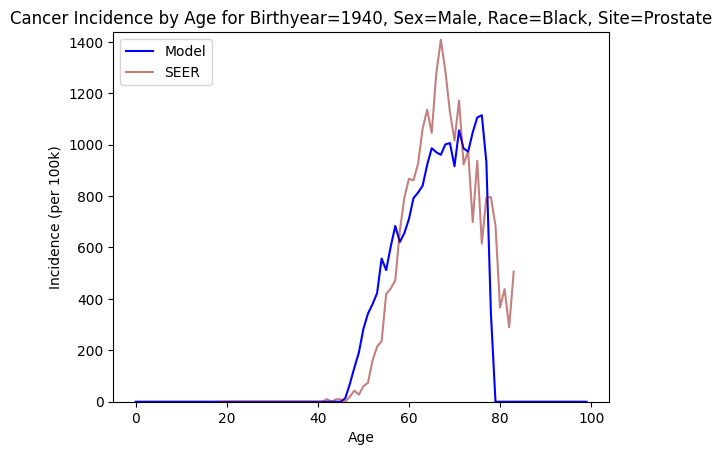 Cancer Incidence by Age for Birthyear=1940, Sex=Male, Race=Black, Site=Prostate
Model
SEER
Incidence (per 100k)
1400
1200
1000
800
600
400
200
0
0 20 40 60 80 100
Age